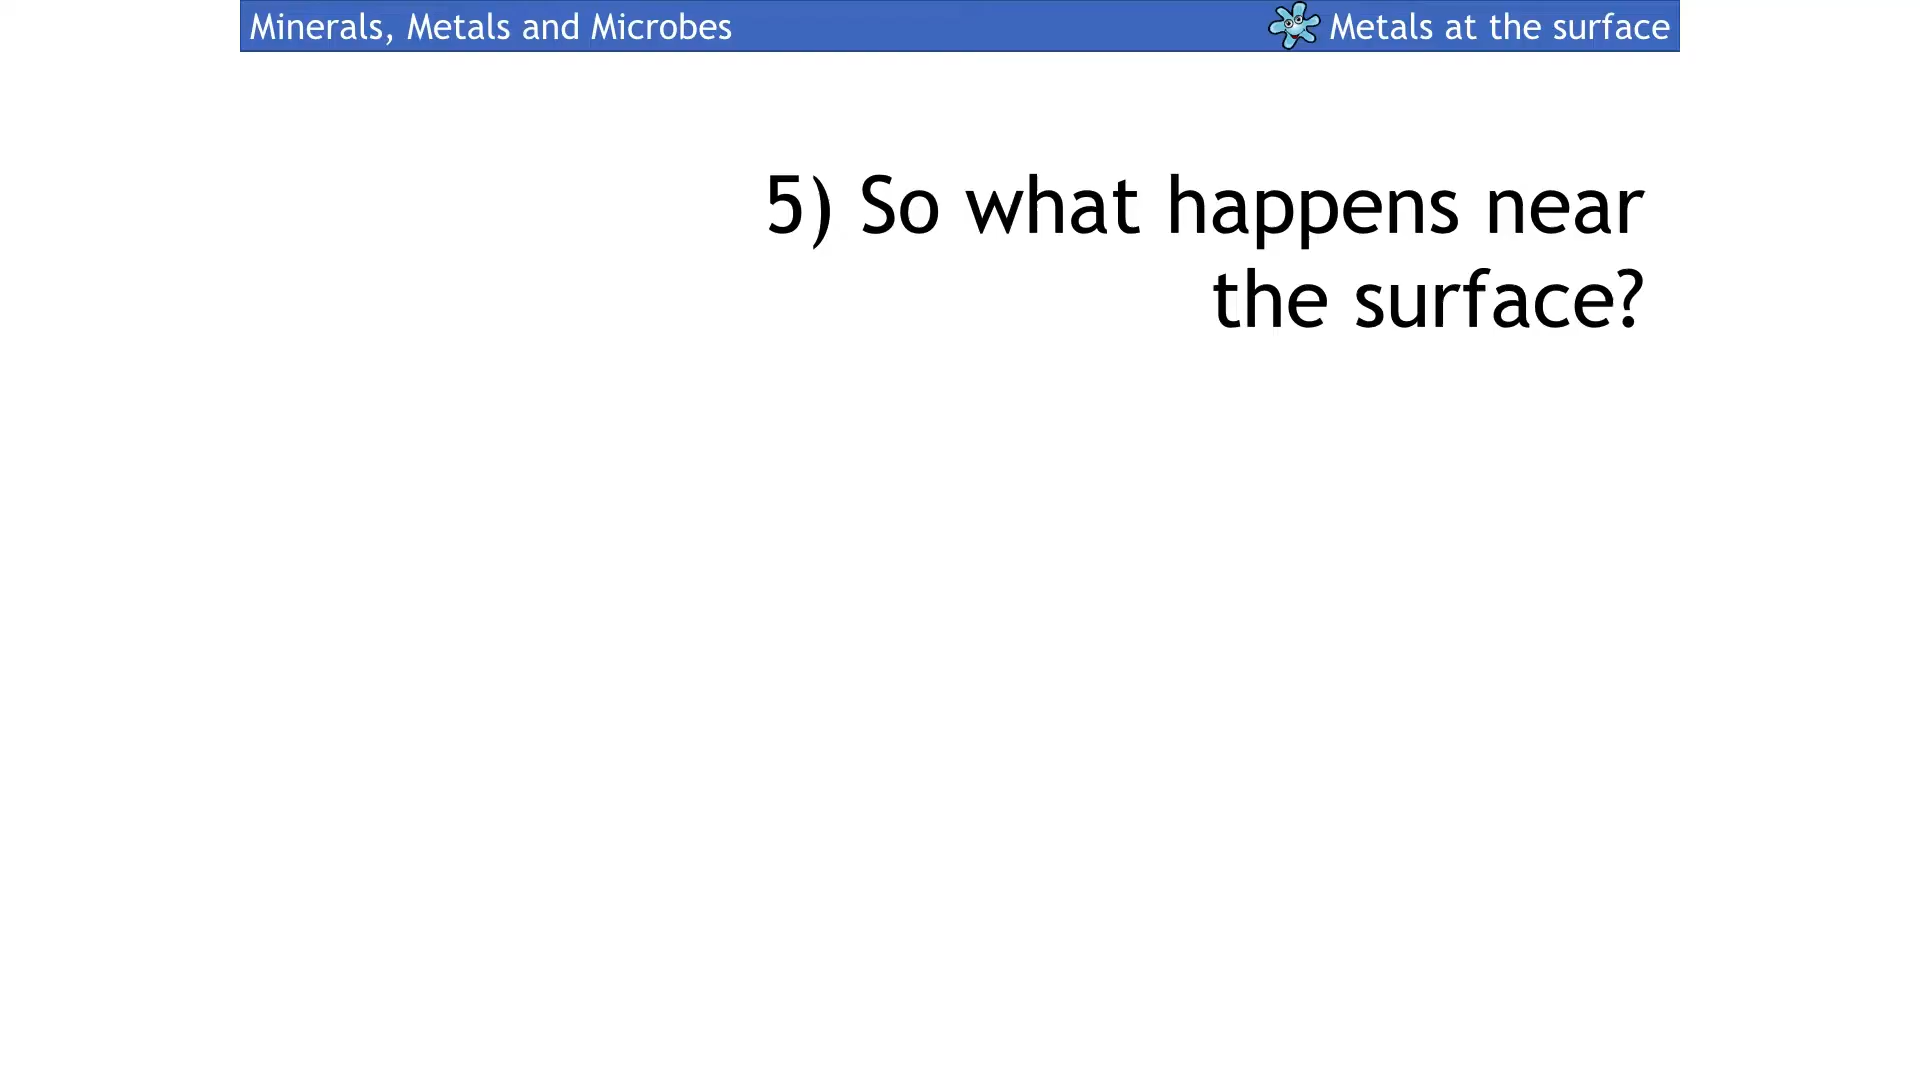 Minerals, Metals and Microbes
Metals at the surface
5) So what happens near
the surface?